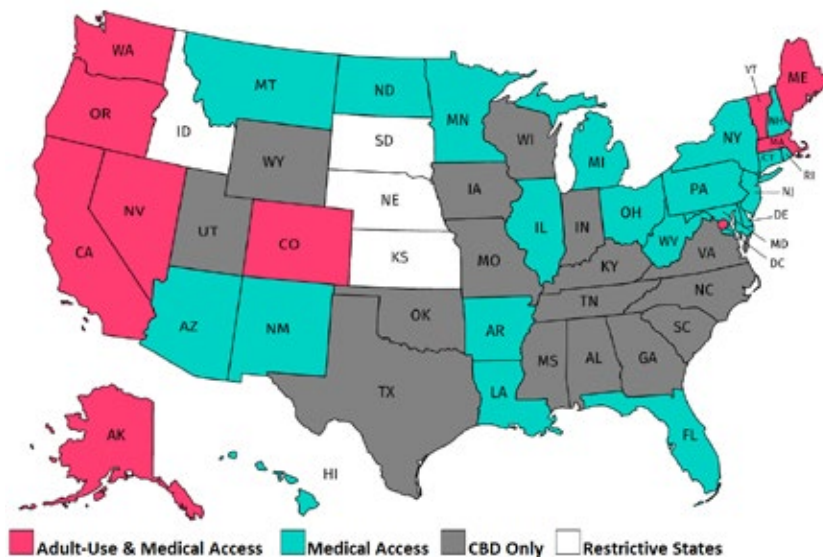 WA
MT
ND
MN
VT
ME
OR
ID
SD
WI
NY
NH
MA
WY
MI
CT
RI
NV
NE
IA
PA
NJ
CA
UT
CO
IL
IN
OH
DE
KS
MO
WV
MD
KY
VA
DC
AZ
NM
OK
AR
TN
NC
SC
TX
MS
AL
GA
LA
AK
FL
HI
Adult-Use & Medical Access
Medical Access
CBD Only
Restrictive States